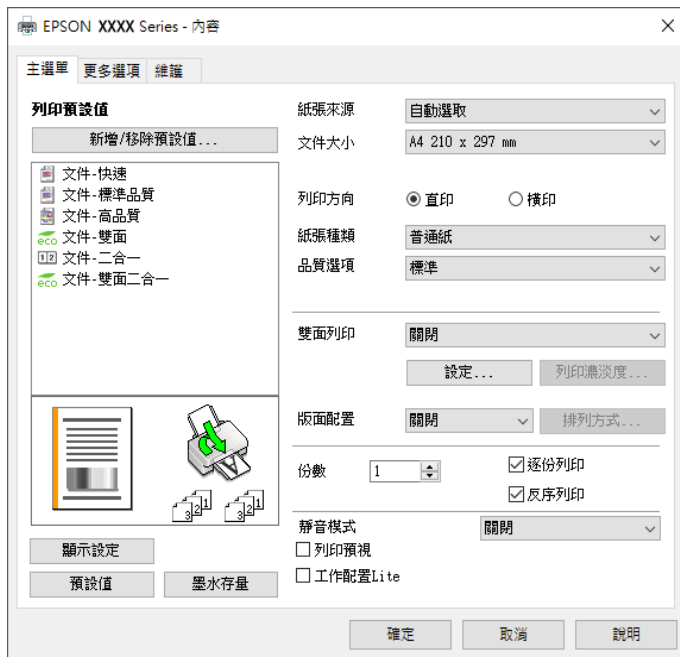 EPSON XXXX Series - 內容
主選單 更多選項 維護
列印預設值
新增/移除預設值...
文件-快速
文件-標準品質
文件-高品質
eco 文件-雙面
12 文件-二合一
eco 文件-雙面二合一
321 321
顯示設定
預設值 墨水存量
紙張來源 自動選取
文件大小 A4 210 x 297 mm
列印方向 直印 橫印
紙張種類 普通紙
品質選項 標準
雙面列印 關閉
設定... 列印濃淡度...
版面配置 關閉 排列方式...
份數 1 逐份列印
反序列印
靜音模式 關閉
列印預視
工作配置Lite
確定 取消 說明